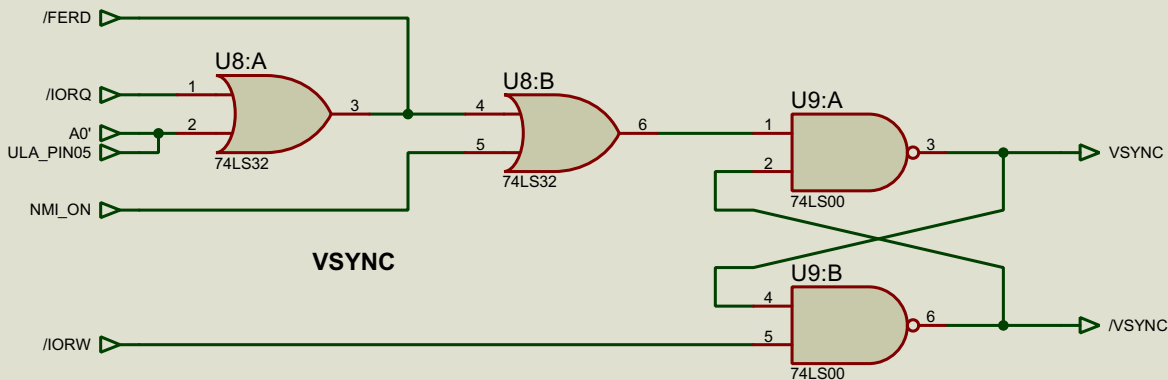 /FERD
U8:A
/IORQ
1
3
A0'
2
ULA_PIN05
74LS32
U8:B
4
6
5
74LS32
NMI_ON
U9:A
1
3
VSYNC
2
74LS00
VSYNC
U9:B
4
6
/VSYNC
/IORW
5
74LS00